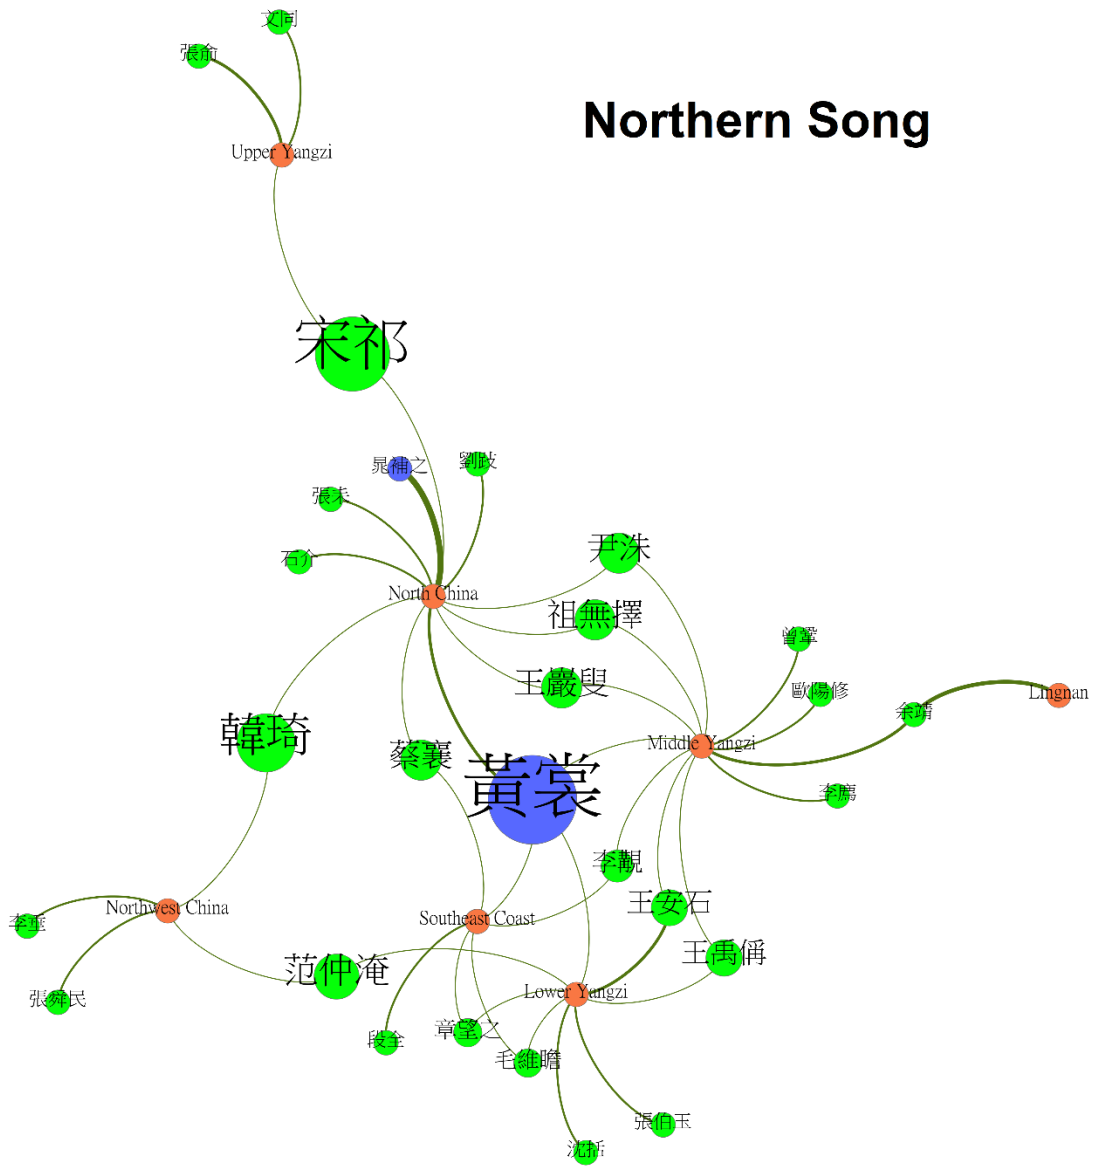 文同
張俞
Northern Song
Upper Yangzi
宋祁
晁補之
劉跂
張耒
石介
尹洙
North China
祖無擇
曾鞏
王巖叟
歐陽修
Lingnan
余靖
韓琦
Middle Yangzi
蔡襄
黃裳
李廌
李覯
王安石
Northwest China
Southeast Coast
李垂
王禹偁
范仲淹
Lower Yangzi
張舜民
章望之
段全
毛維瞻
張伯玉
沈括